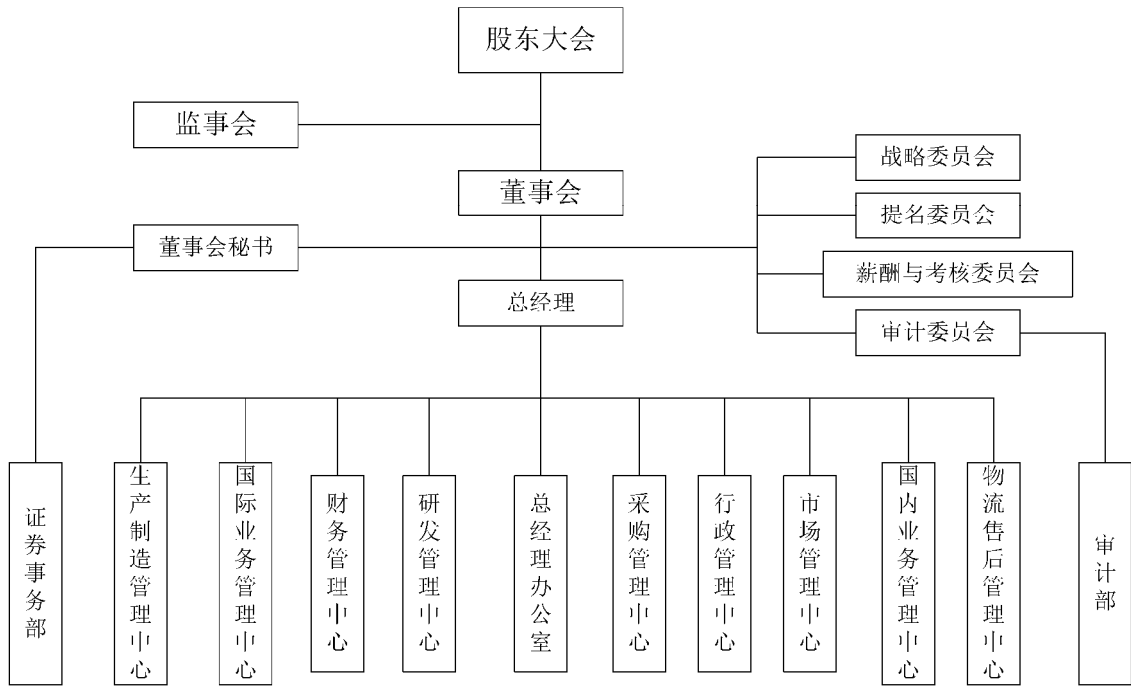 股东大会
监事会
战略委员会
董事会
提名委员会
董事会秘书
薪酬与考核委员会
总经理
审计委员会
证券事务部
生产制造管理中心
国际业务管理中心
财务管理中心
研发管理中心
总经理办公室
采购管理中心
行政管理中心
市场管理中心
国内业务管理中心
物流售后管理中心
审计部